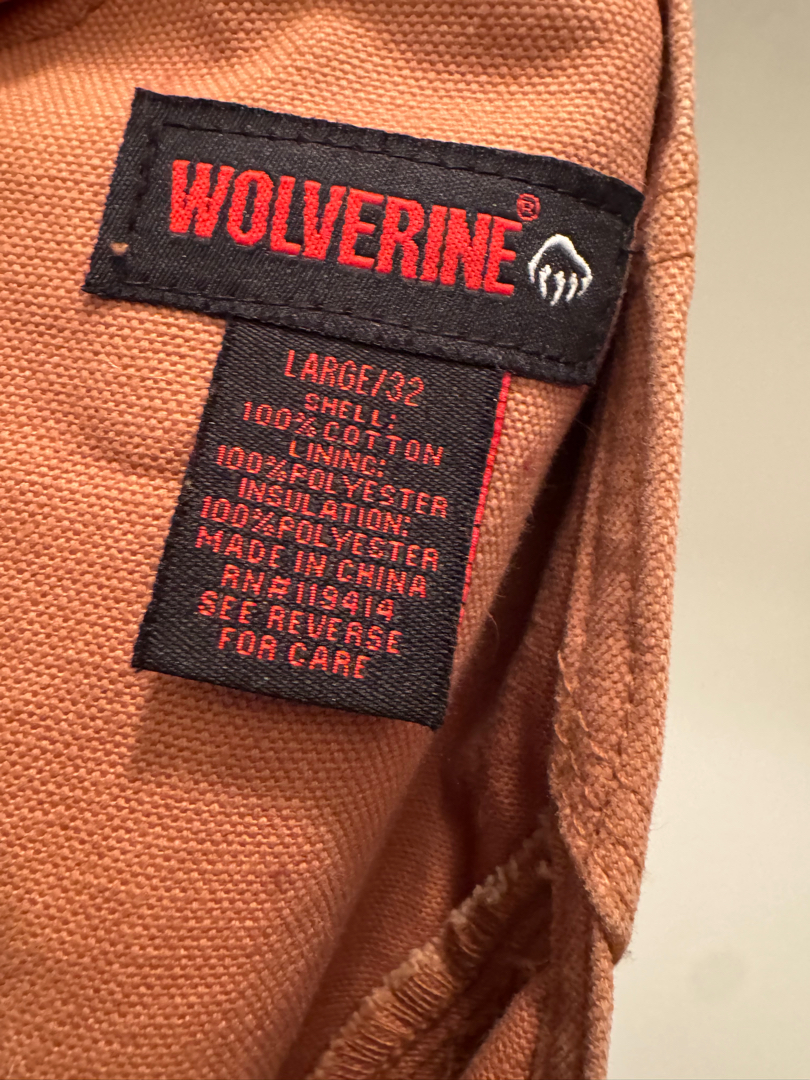 WOLVERINE®
LARGE/32
SHELL:
100% COTTON
LINING:
100% POLYESTER
INSULATION:
100% POLYESTER
MADE IN CHINA
RN#119414
SEE REVERSE
FOR CARE